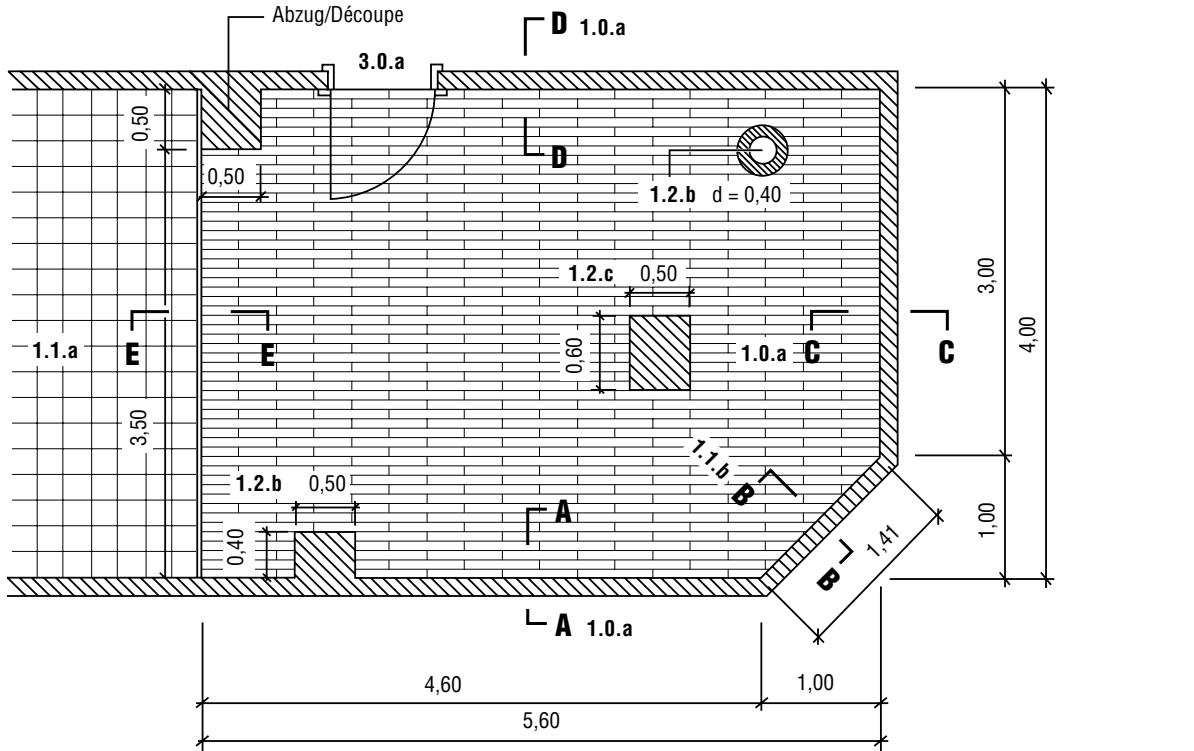 Abzug/Découpe
D 1.0.a
3.0.a
0,50
D
0,50
1.2.b d = 0,40
1.2.c 0,50
3,00
4,00
1.1.a
E
E
0,60
1.0.a
C
C
3,50
1.1.b
B
1.2.b 0,50
A
0,40
1,00
1,41
B
A 1.0.a
4,60
1,00
5,60